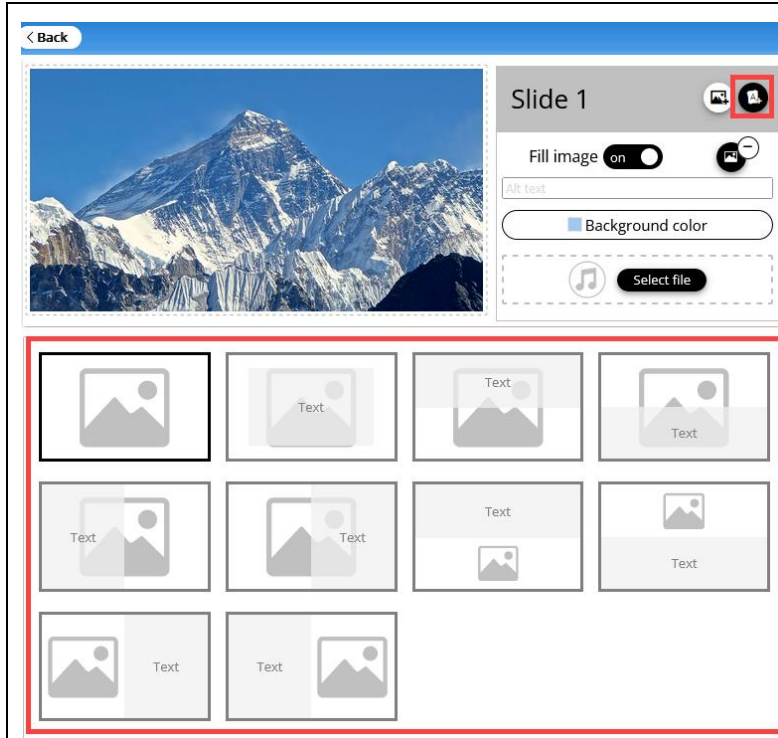 Back
Slide 1
Fill image on
Alt text
Background color
Select file
Text
Text
Text
Text
Text
Text
Text
Text
Text